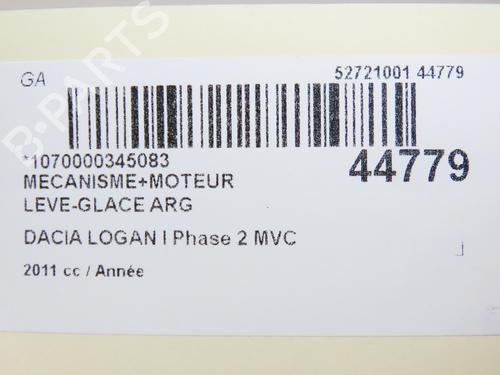 GA
52721001 44779
*1070000345083
44779
MECANISME+MOTEUR
LEVE-GLACE ARG
DACIA LOGAN I Phase 2 MVC
2011 cc / Année
B-PARTS